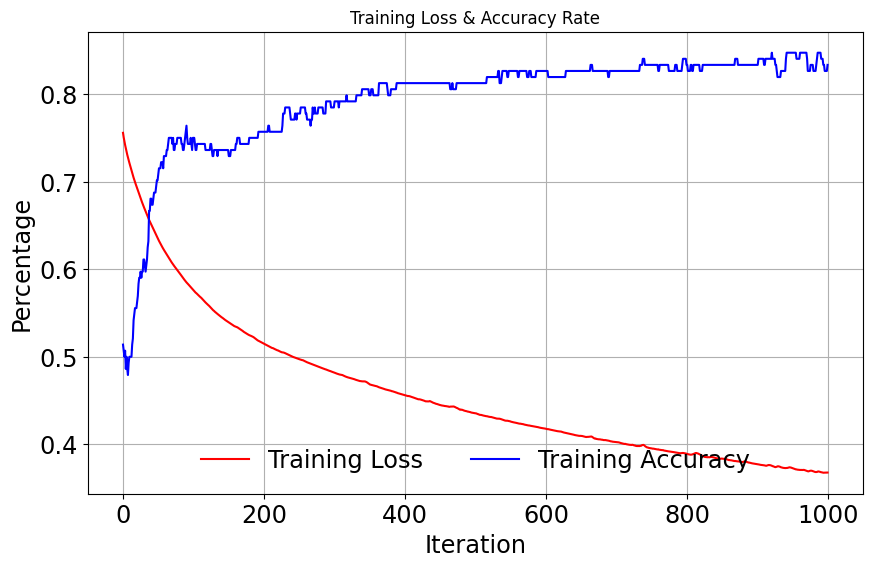 Training Loss & Accuracy Rate
Percentage
0.8
0.7
0.6
0.5
0.4
Training Loss
Training Accuracy
0 200 400 600 800 1000
Iteration